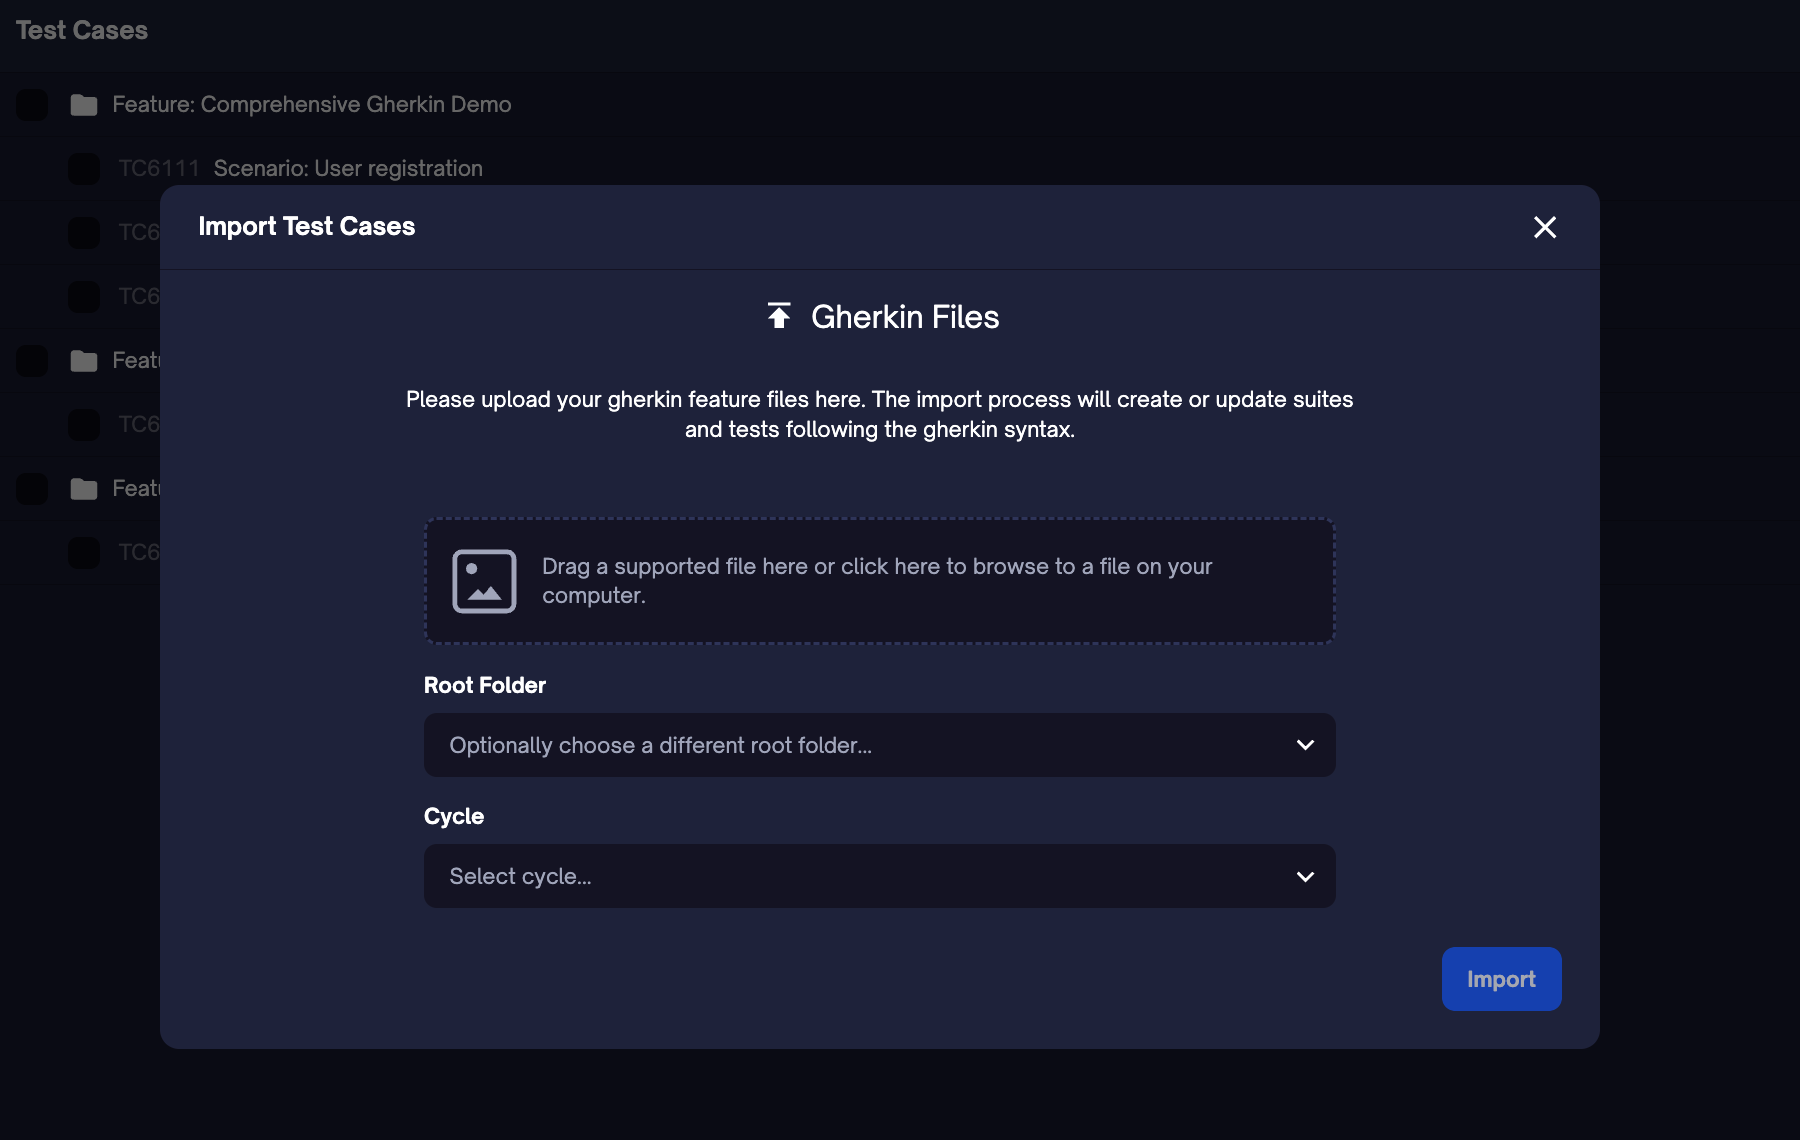 Test Cases
Feature: Comprehensive Gherkin Demo
TC6111 Scenario: User registration
TC6
TC6
Featu
TC6
Featu
TC6
Import Test Cases
Gherkin Files
Please upload your gherkin feature files here. The import process will create or update suites
and tests following the gherkin syntax.
Drag a supported file here or click here to browse to a file on your
computer.
Root Folder
Optionally choose a different root folder...
Cycle
Select cycle...
Import